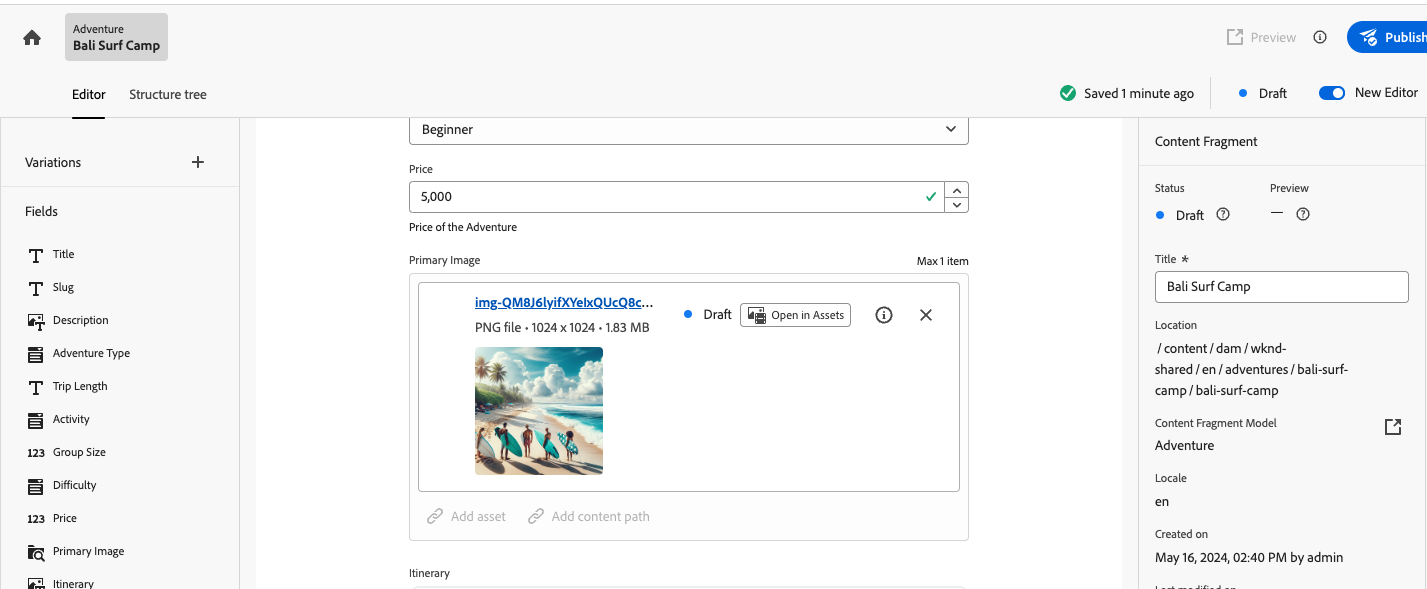 Adventure
Bali Surf Camp
Preview
Publish
Editor
Structure tree
Saved 1 minute ago
Draft
New Editor
Variations
Fields
Title
Slug
Description
Adventure Type
Trip Length
Activity
123 Group Size
Difficulty
123 Price
Primary Image
Itinerary
Beginner
Price
5,000
Price of the Adventure
Primary Image
Max 1 item
img-QM8J6lyifXYeIxQUcQ8c...
Draft
Open in Assets
PNG file • 1024 x 1024 • 1.83 MB
Add asset
Add content path
Itinerary
Content Fragment
Status
Preview
Draft
—
Title *
Bali Surf Camp
Location
/ content / dam / wknd-
shared / en / adventures / bali-surf-
camp / bali-surf-camp
Content Fragment Model
Adventure
Locale
en
Created on
May 16, 2024, 02:40 PM by admin
Last modified on